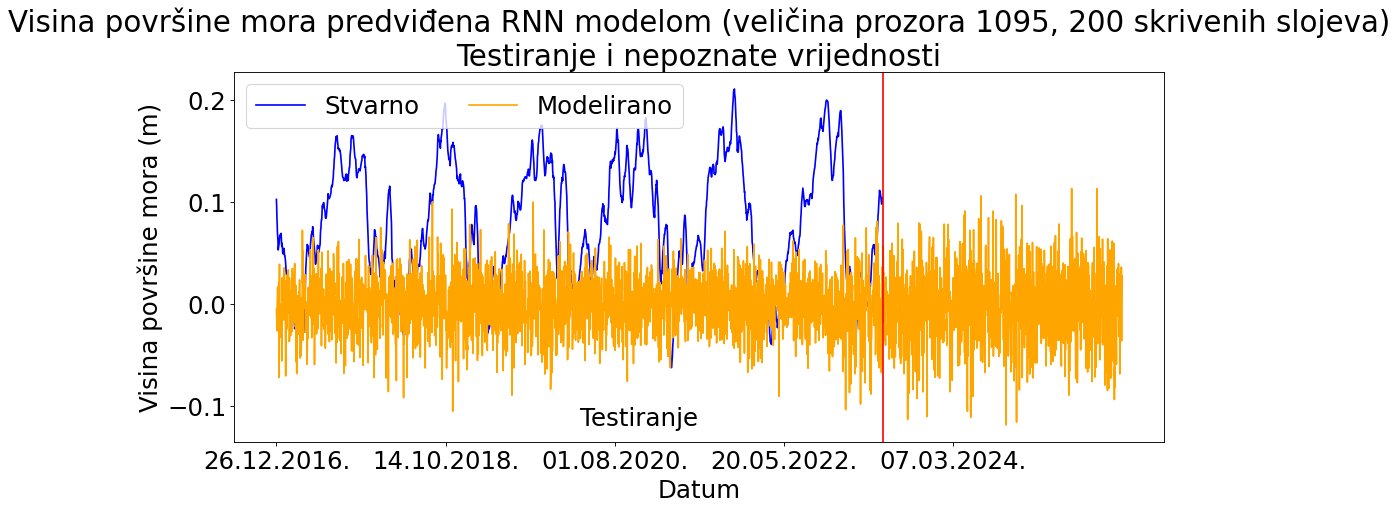 Visina površine mora predviđena RNN modelom (veličina prozora 1095, 200 skrivenih slojeva)
Testiranje i nepoznate vrijednosti
Stvarno
Modelirano
Visina površine mora (m)
0.2
0.1
0.0
−0.1
Testiranje
26.12.2016.
14.10.2018.
01.08.2020.
20.05.2022.
07.03.2024.
Datum